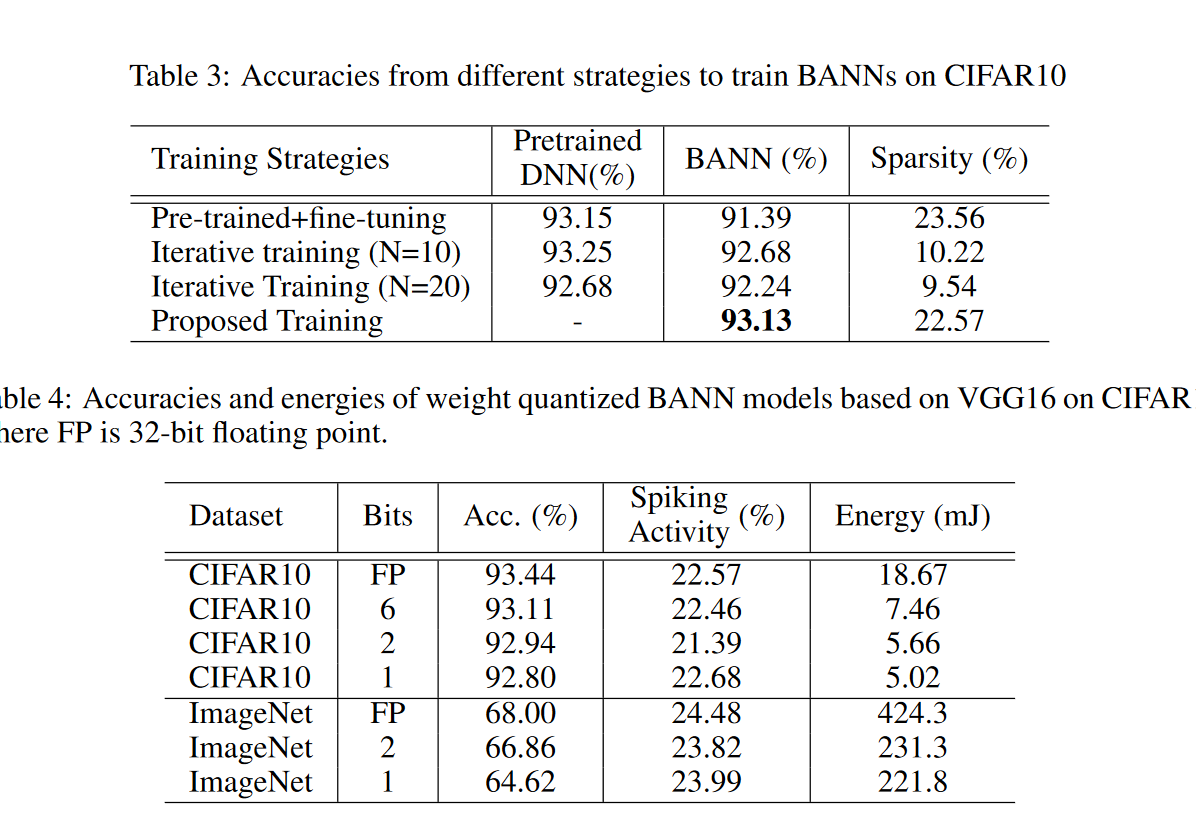 Table 3: Accuracies from different strategies to train BANNs on CIFAR10
Training Strategies Pretrained DNN(%) BANN (%) Sparsity (%)
Pre-trained+fine-tuning 93.15 91.39 23.56
Iterative training (N=10) 93.25 92.68 10.22
Iterative Training (N=20) 92.68 92.24 9.54
Proposed Training - 93.13 22.57
4: Accuracies and energies of weight quantized BANN models based on VGG16 on
FP is 32-bit floating point.
Dataset Bits Acc. (%) Spiking Activity (%) Energy (mJ)
CIFAR10 FP 93.44 22.57 18.67
CIFAR10 6 93.11 22.46 7.46
CIFAR10 2 92.94 21.39 5.66
CIFAR10 1 92.80 22.68 5.02
ImageNet FP 68.00 24.48 424.3
ImageNet 2 66.86 23.82 231.3
ImageNet 1 64.62 23.99 221.8